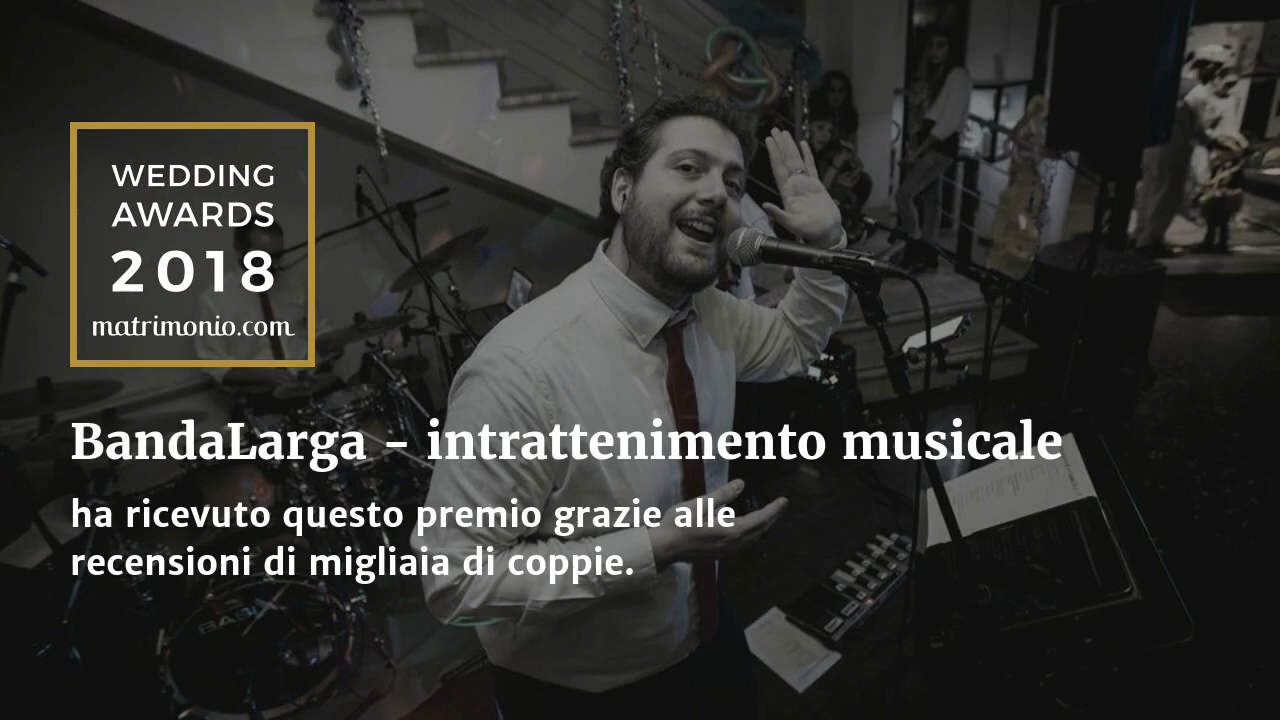 WEDDING
AWARDS
2018
matrimonio.com
BandaLarga - intrattenimento musicale
ha ricevuto questo premio grazie alle
recensioni di migliaia di coppie.